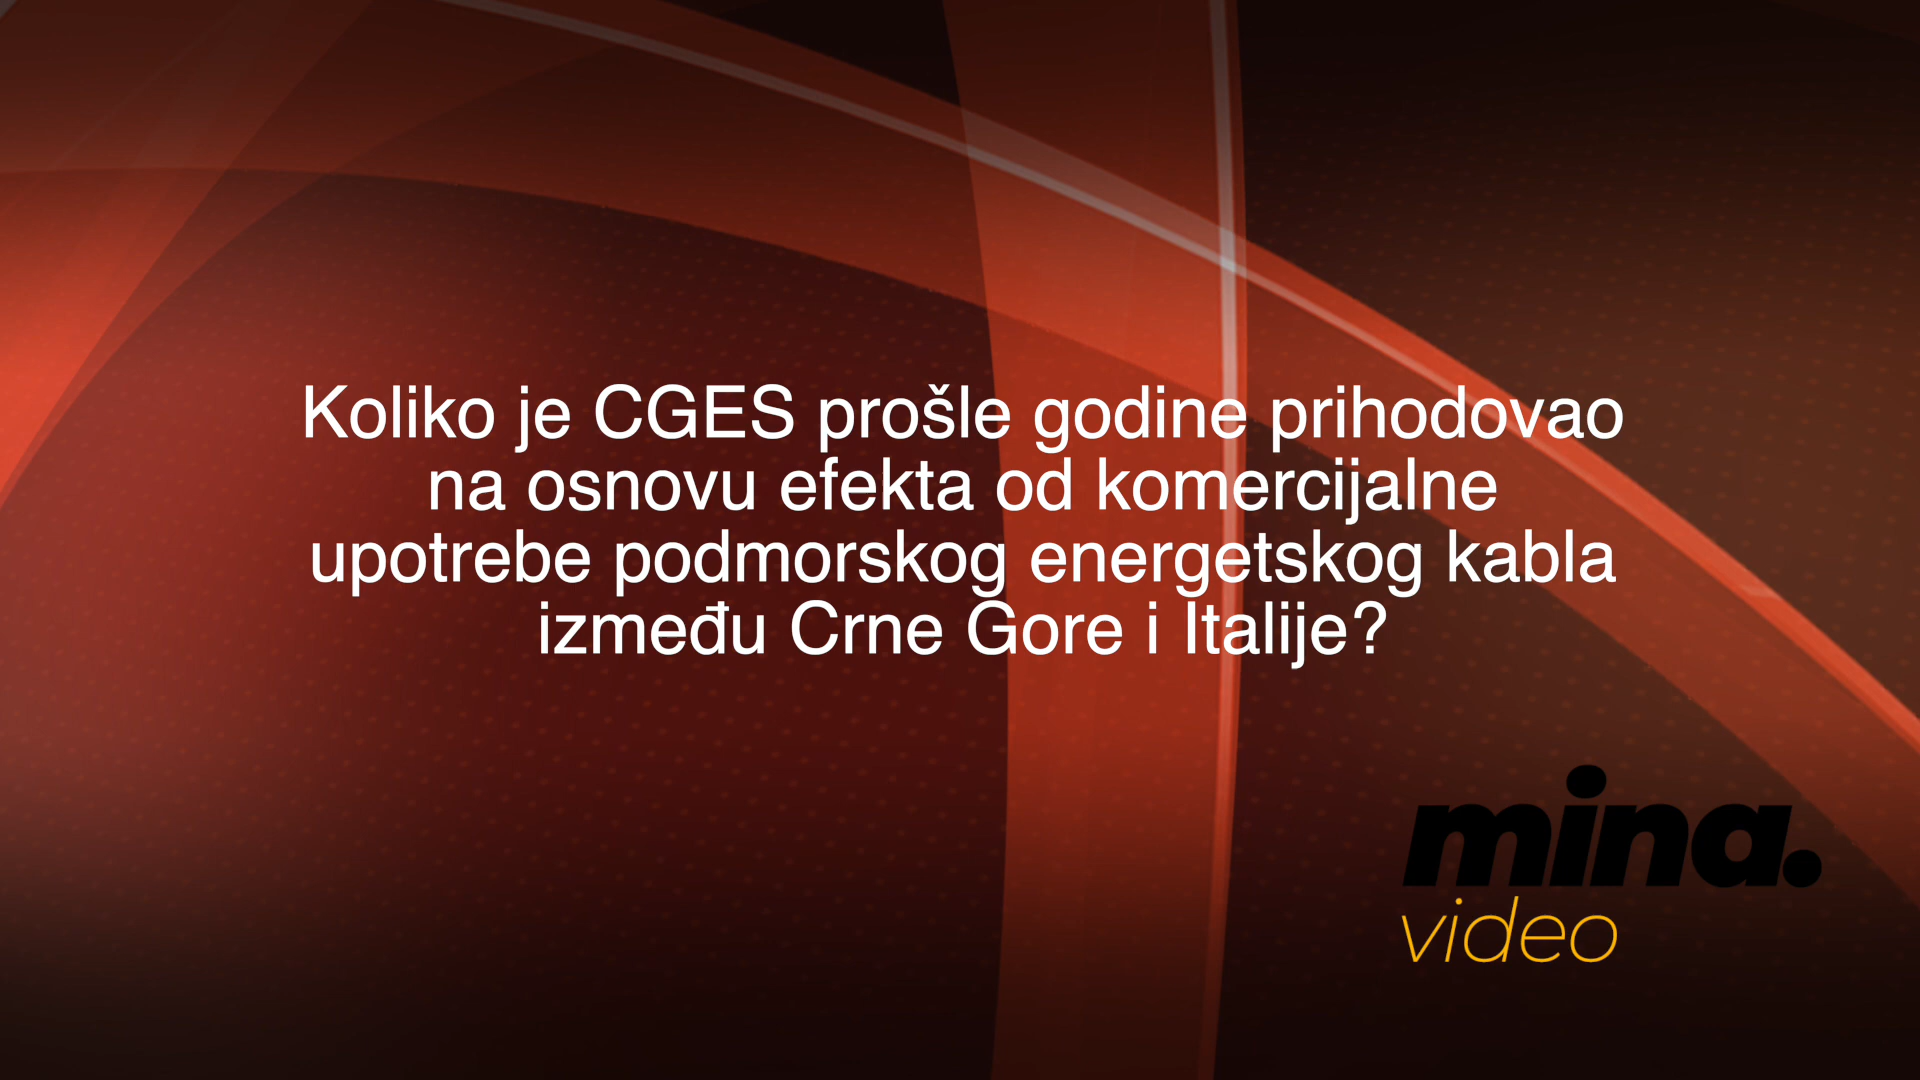 Koliko je CGES prošle godine prihodovao
na osnovu efekta od komercijalne
upotrebe podmorskog energetskog kabla
između Crne Gore i Italije?
mina.
video